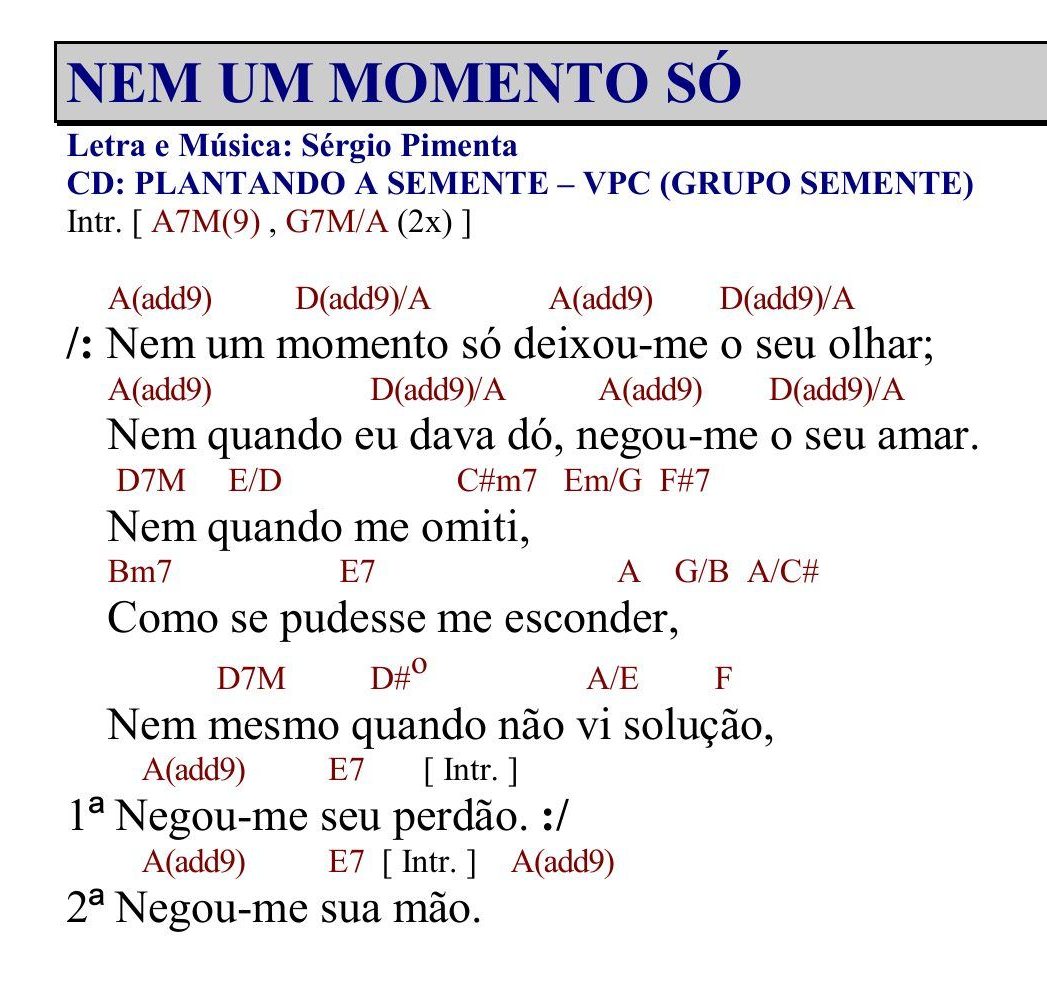 NEM UM MOMENTO SÓ
Letra e Música: Sérgio Pimenta
CD: PLANTANDO A SEMENTE – VPC (GRUPO SEMENTE)
Intr. [ A7M(9) , G7M/A (2x) ]
A(add9) D(add9)/A A(add9) D(add9)/A
/: Nem um momento só deixou-me o seu olhar;
A(add9) D(add9)/A A(add9) D(add9)/A
Nem quando eu dava dó, negou-me o seu amar.
D7M E/D C#m7 Em/G F#7
Nem quando me omiti,
Bm7 E7 A G/B A/C#
Como se pudesse me esconder,
D7M D#º A/E F
Nem mesmo quando não vi solução,
A(add9) E7 [ Intr. ]
1ª Negou-me seu perdão. :/
A(add9) E7 [ Intr. ] A(add9)
2ª Negou-me sua mão.